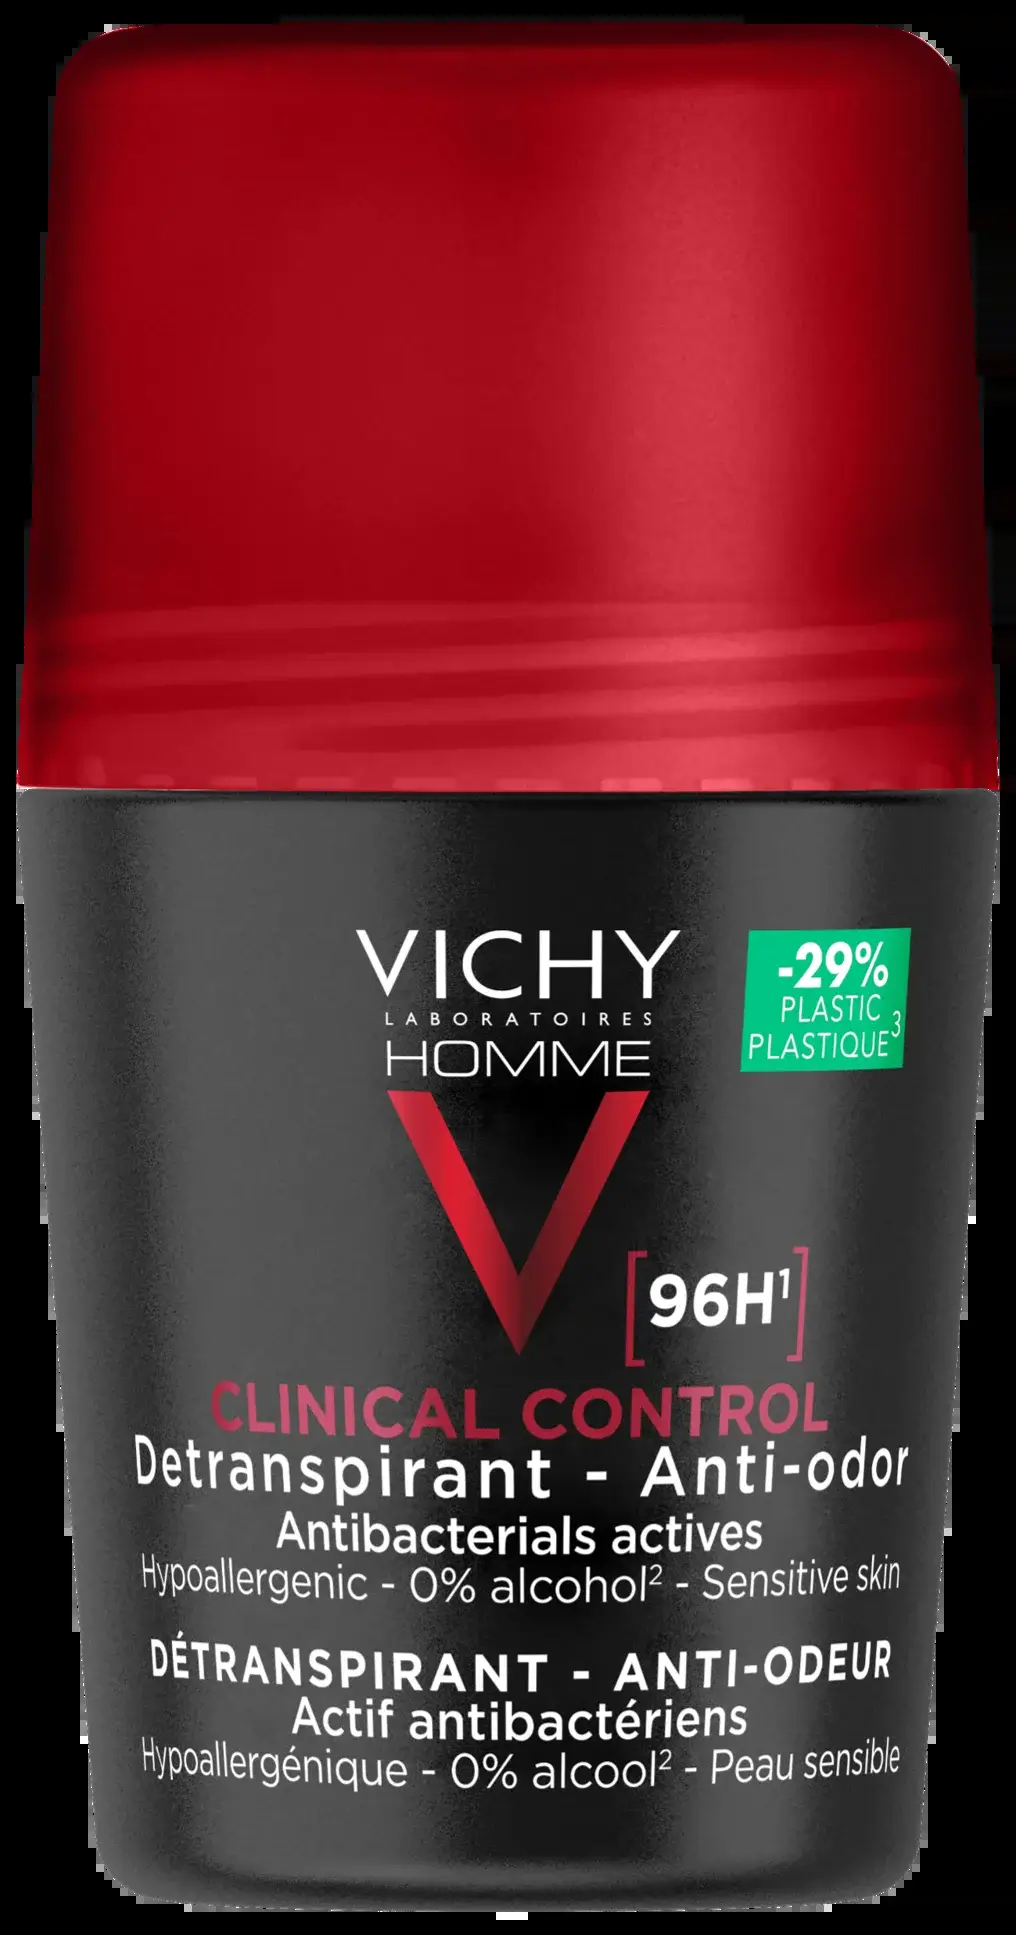 VICHY
LABORATOIRES
HOMME
-29%
PLASTIC
PLASTIQUE³
[96H¹]
CLINICAL CONTROL
Detranspirant - Anti-odor
Antibacterials actives
Hypoallergenic - 0% alcohol² - Sensitive skin
DÉTRANSPIRANT - ANTI-ODEUR
Actif antibactériens
Hypoallergénique - 0% alcool² - Peau sensible